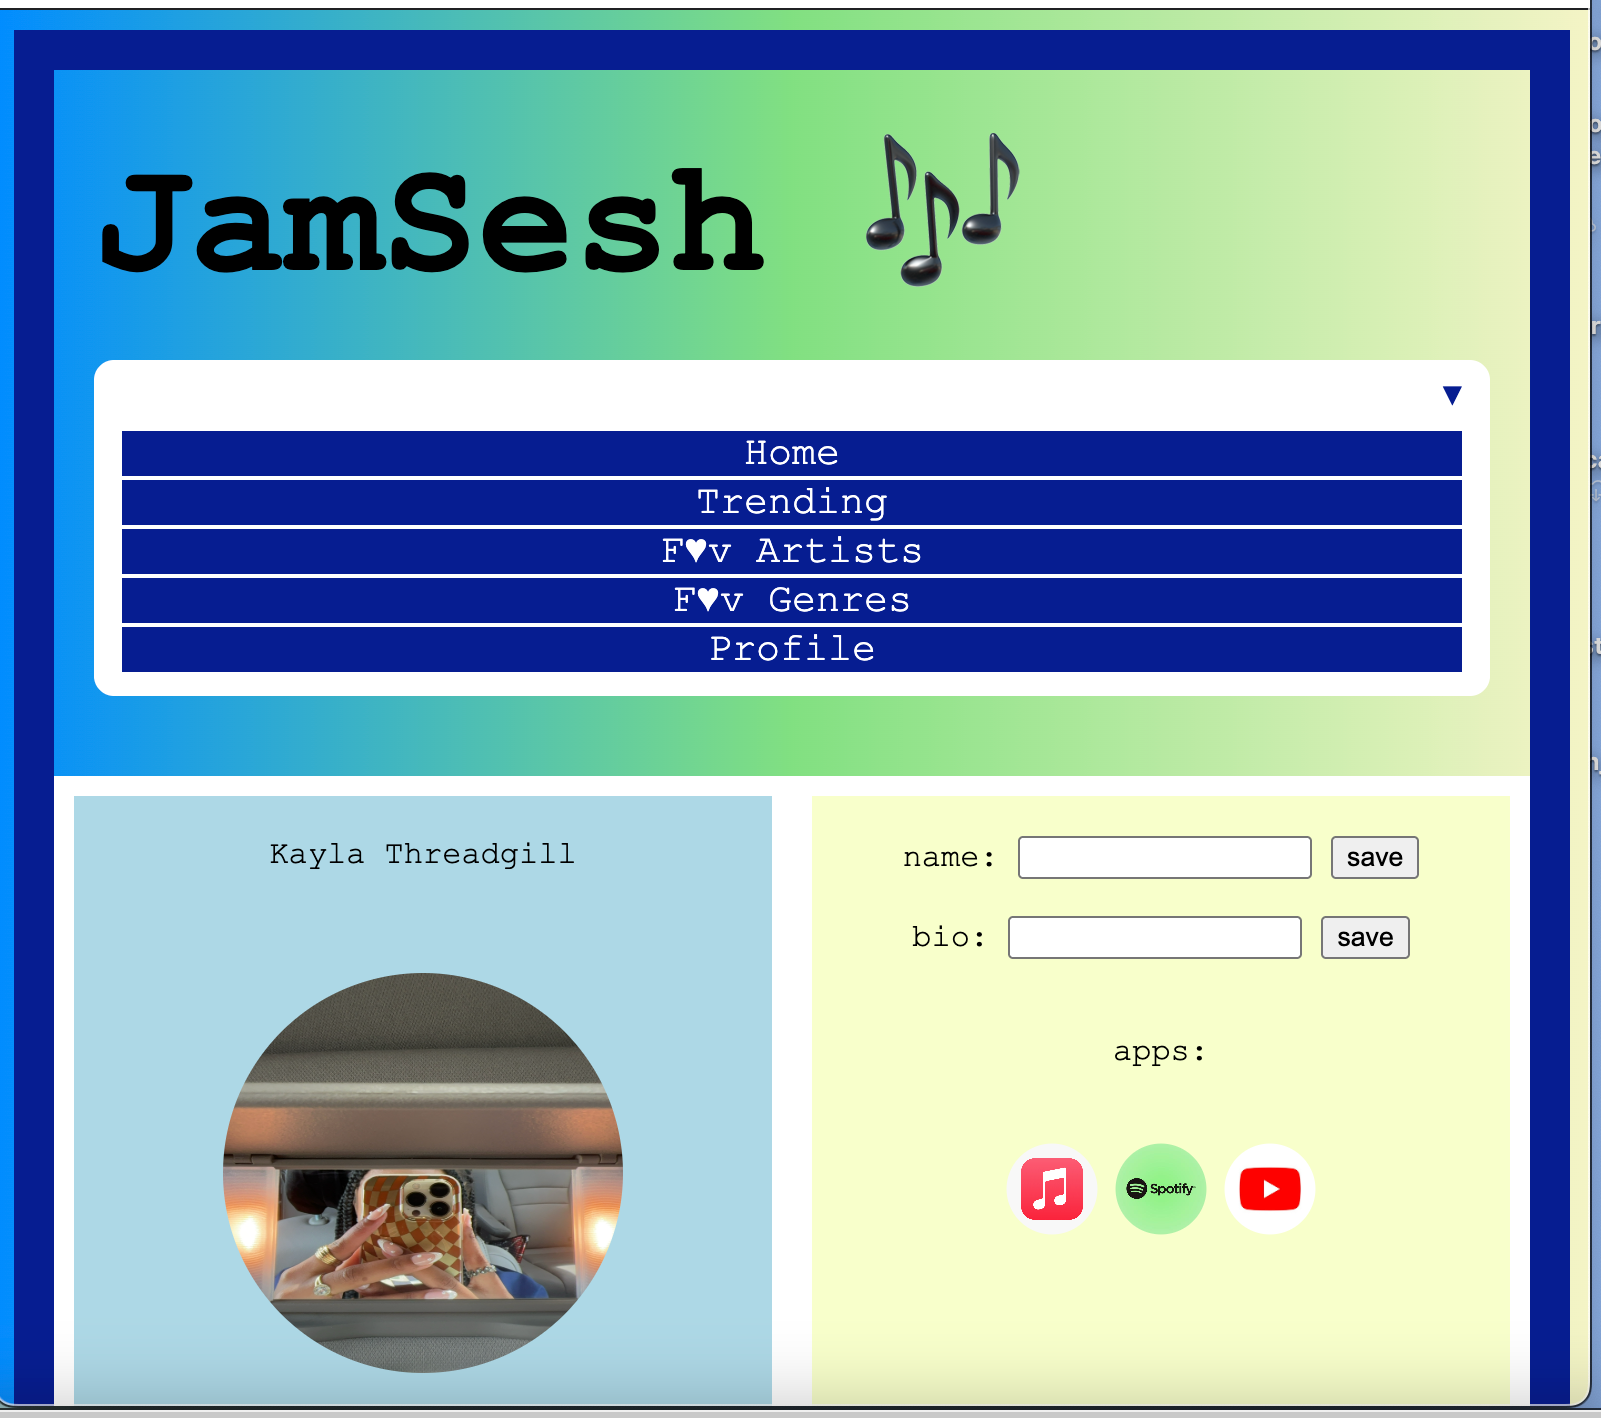 JamSesh 🎶
▼
Home
Trending
F♥v Artists
F♥v Genres
Profile
Kayla Threadgill
name: save
bio: save
apps:
Spotify